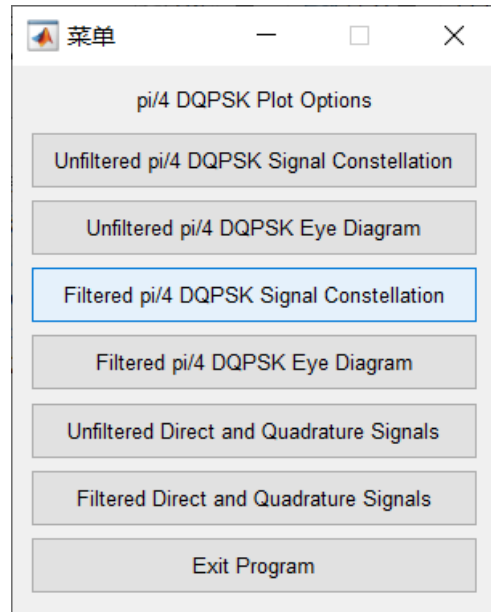 菜单
pi/4 DQPSK Plot Options
Unfiltered pi/4 DQPSK Signal Constellation
Unfiltered pi/4 DQPSK Eye Diagram
Filtered pi/4 DQPSK Signal Constellation
Filtered pi/4 DQPSK Eye Diagram
Unfiltered Direct and Quadrature Signals
Filtered Direct and Quadrature Signals
Exit Program